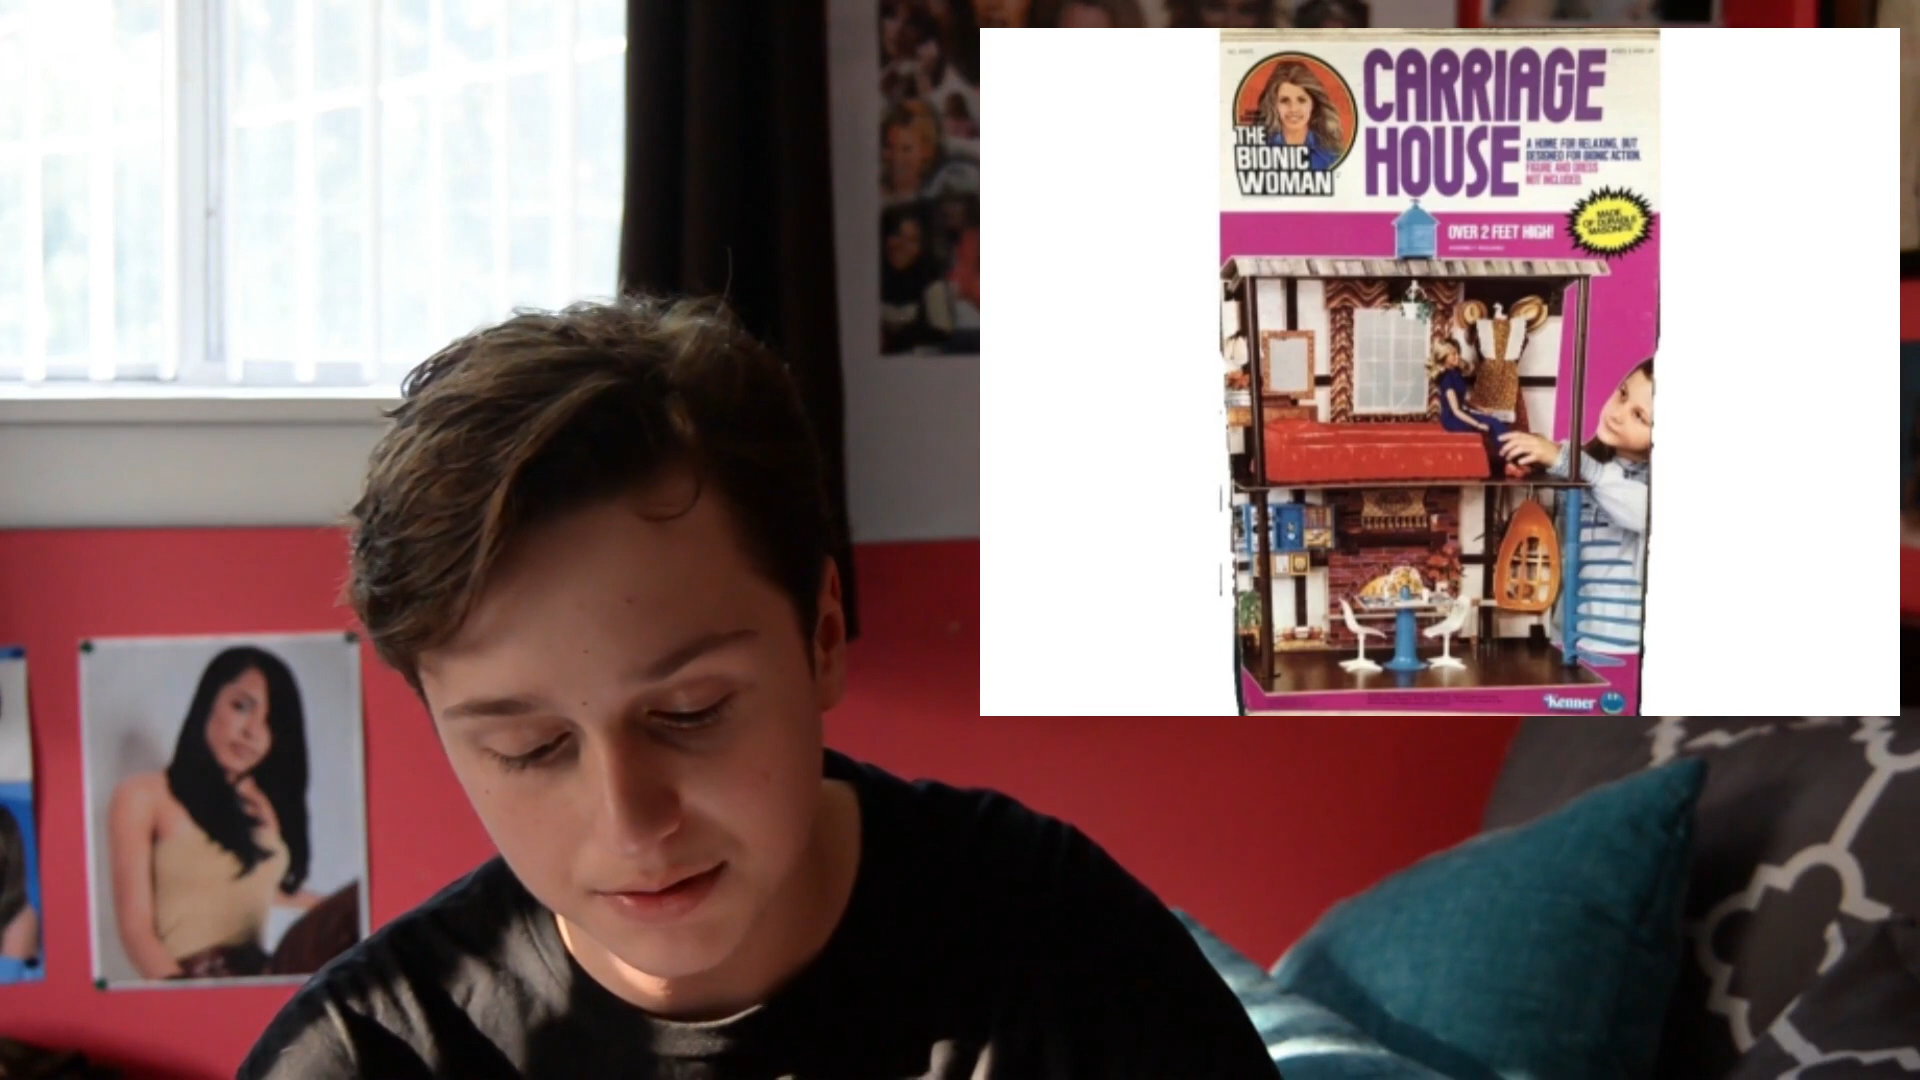 CARRIAGE
HOUSE
THE
BIONIC
WOMAN
A HOME FOR RELAXING, BUT
DESIGNED FOR BIONIC ACTION.
FIGURE AND DRESS
NOT INCLUDED.
MADE
OF DURABLE
MASONITE
OVER 2 FEET HIGH!
Kenner